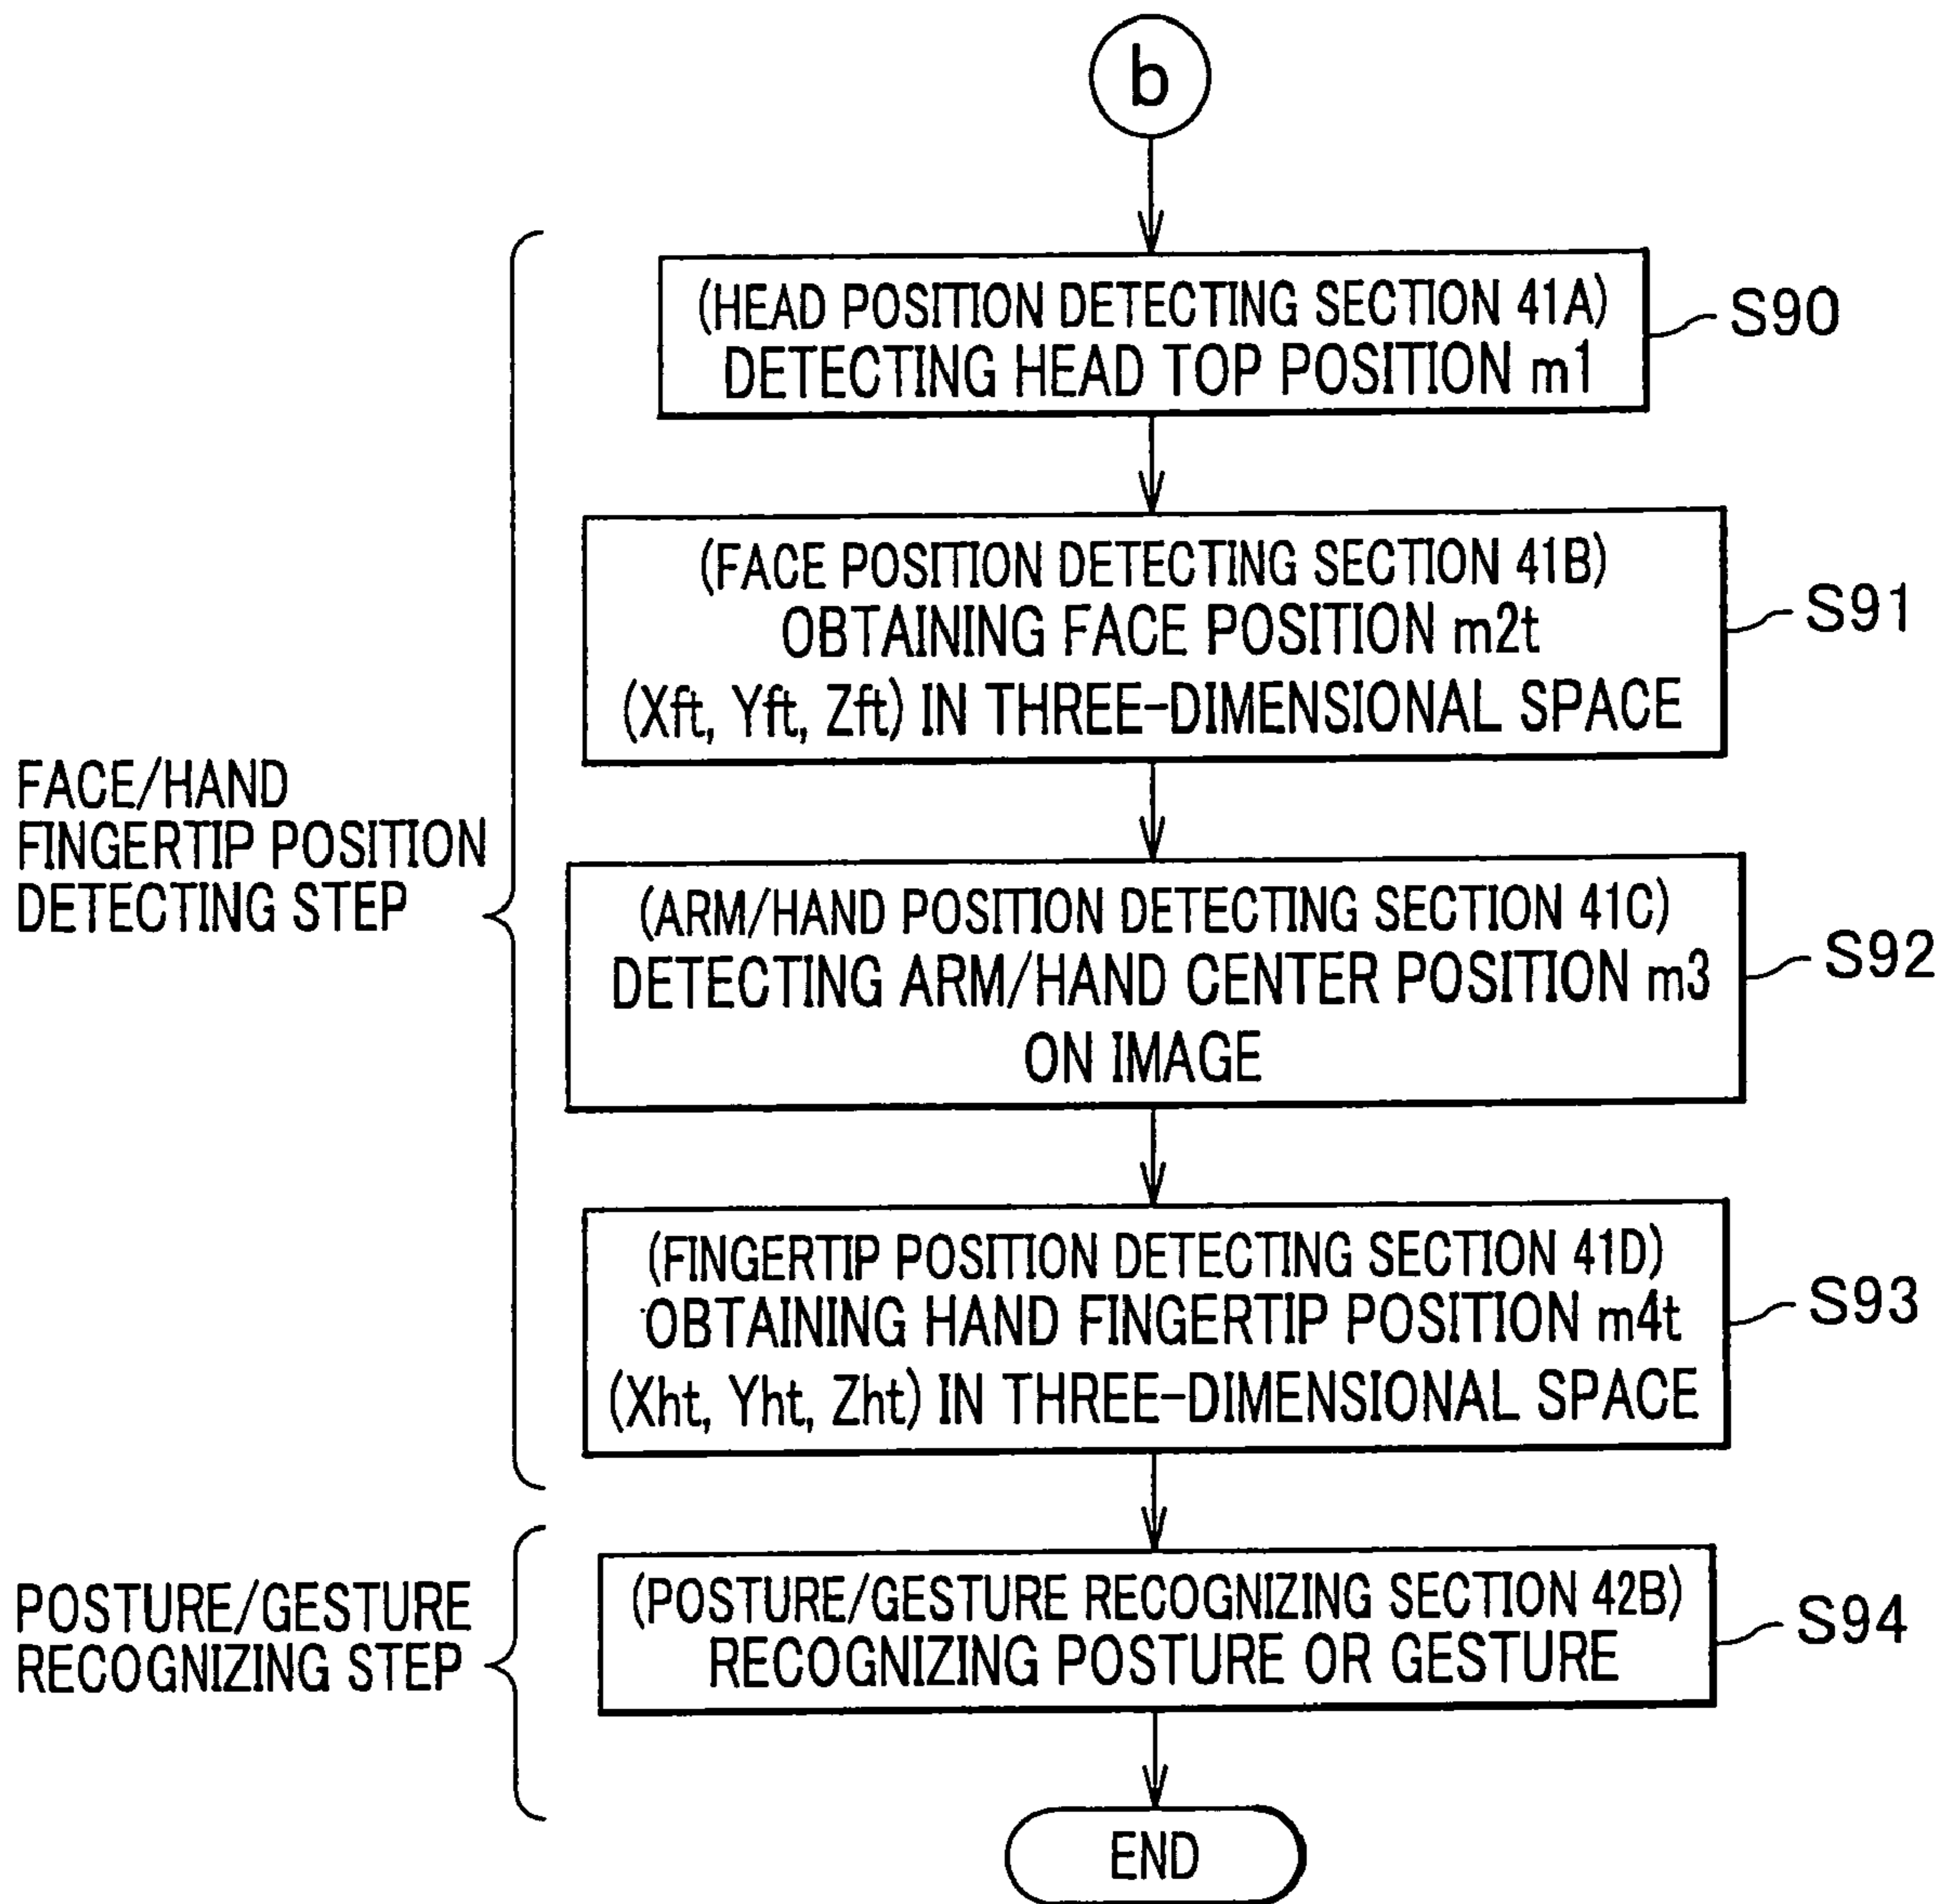 b
(HEAD POSITION DETECTING SECTION 41A)
DETECTING HEAD TOP POSITION m1
S90
(FACE POSITION DETECTING SECTION 41B)
OBTAINING FACE POSITION m2t
(Xft, Yft, Zft) IN THREE-DIMENSIONAL SPACE
S91
FACE/HAND
FINGERTIP POSITION
DETECTING STEP
(ARM/HAND POSITION DETECTING SECTION 41C)
DETECTING ARM/HAND CENTER POSITION m3
ON IMAGE
S92
(FINGERTIP POSITION DETECTING SECTION 41D)
OBTAINING HAND FINGERTIP POSITION m4t
(Xht, Yht, Zht) IN THREE-DIMENSIONAL SPACE
S93
POSTURE/GESTURE
RECOGNIZING STEP
(POSTURE/GESTURE RECOGNIZING SECTION 42B)
RECOGNIZING POSTURE OR GESTURE
S94
END